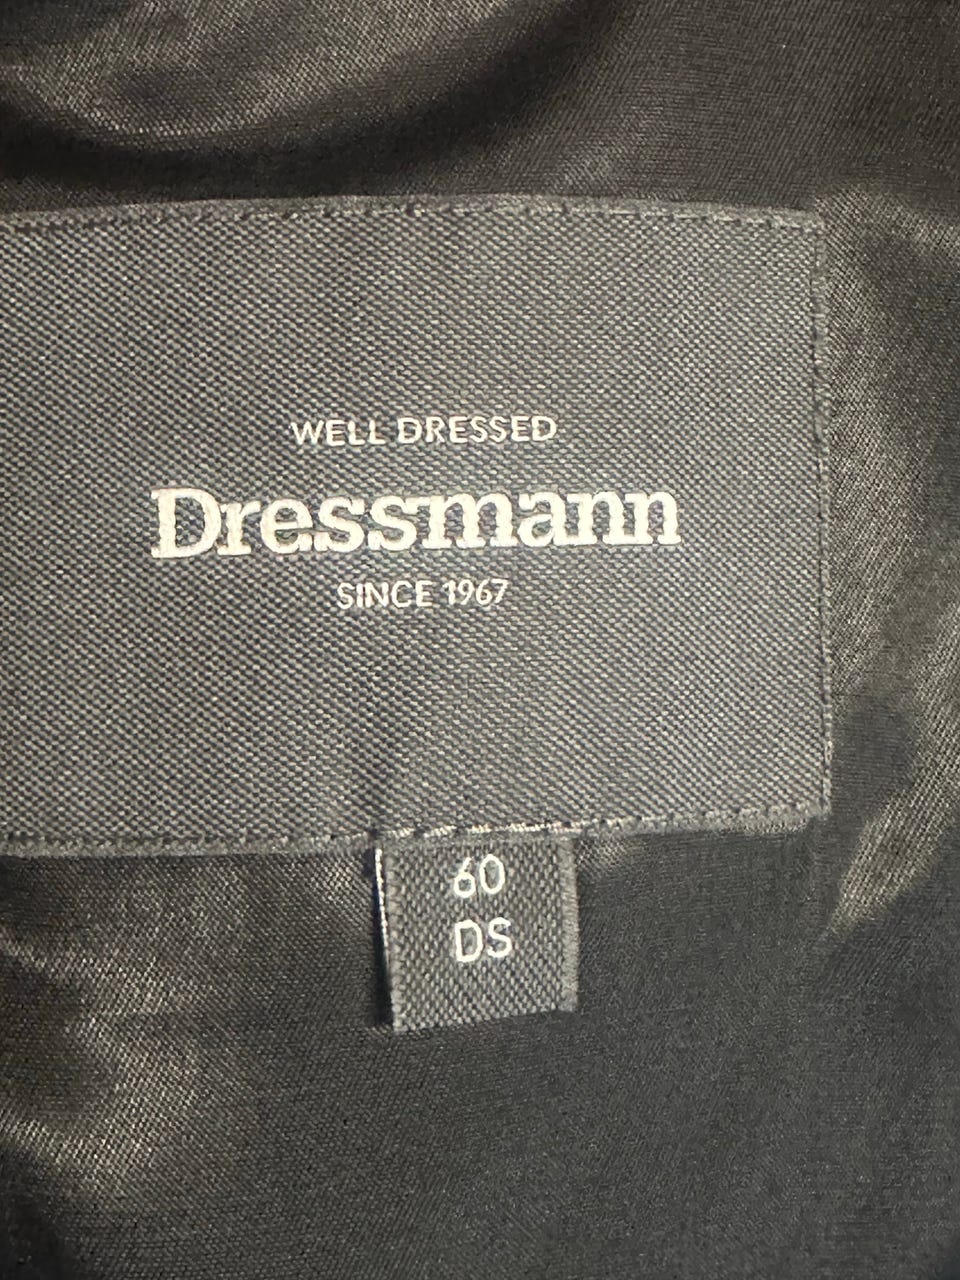 WELL DRESSED
Dressmann
SINCE 1967
60
DS